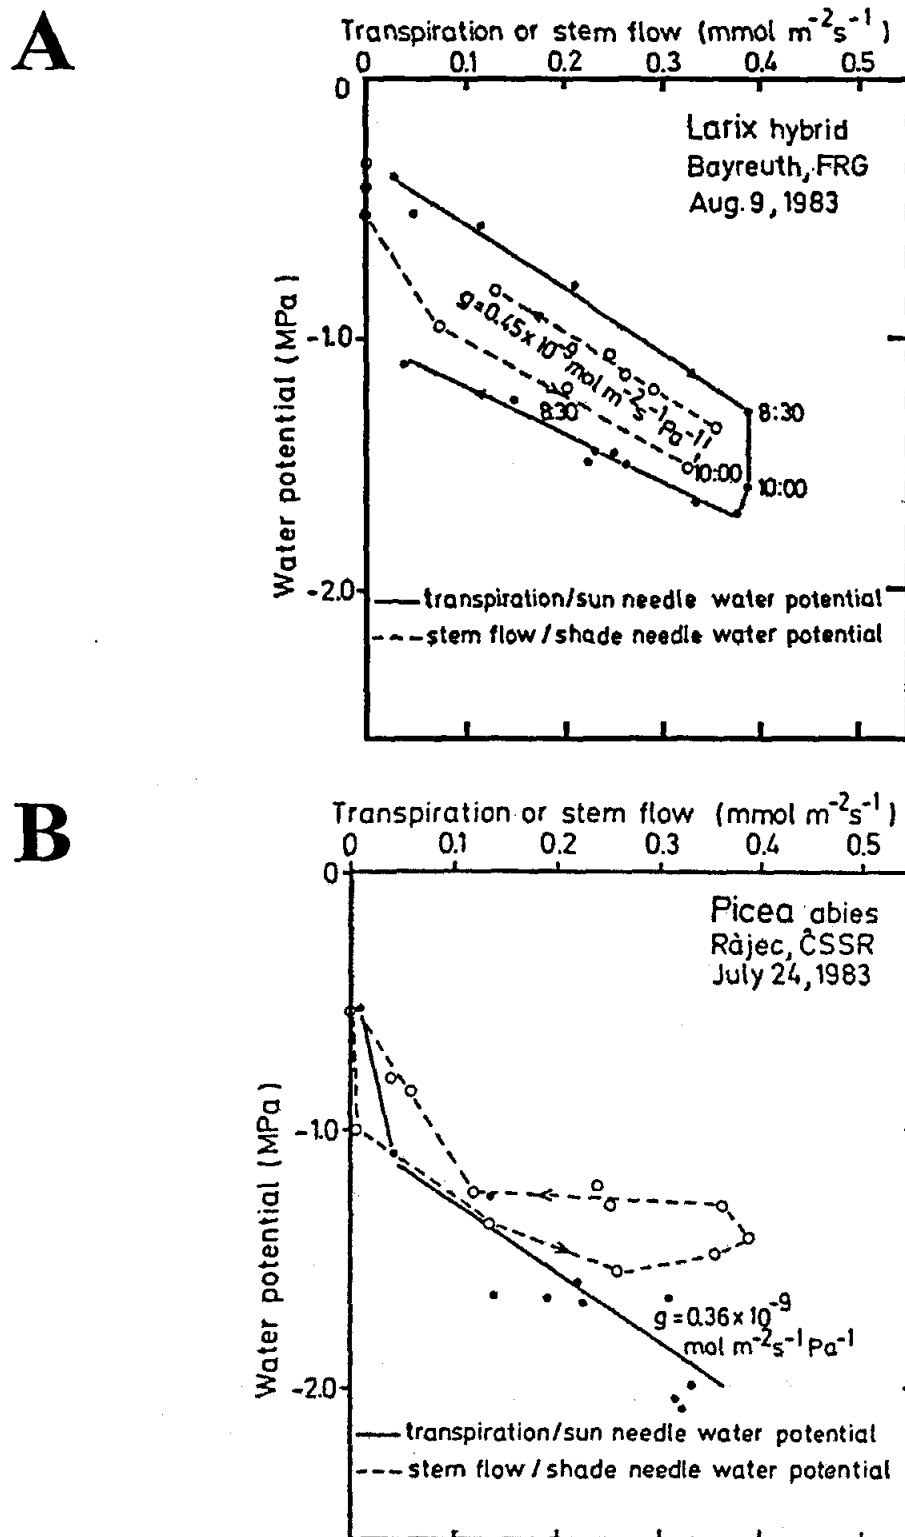 A
Transpiration or stem flow (mmol m⁻²s⁻¹)
0 0.1 0.2 0.3 0.4 0.5
0
Larix hybrid
Bayreuth, FRG
Aug. 9, 1983
Water potential (MPa)
-1.0
g=0.45x10⁻⁹ mol m⁻²s⁻¹Pa⁻¹
8:30
8:30
10:00
10:00
-2.0
transpiration/sun needle water potential
stem flow/shade needle water potential
B
Transpiration or stem flow (mmol m⁻²s⁻¹)
0 0.1 0.2 0.3 0.4 0.5
0
Picea abies
Ràjec, ĈSSR
July 24, 1983
Water potential (MPa)
-1.0
g=0.36x10⁻⁹
mol m⁻²s⁻¹Pa⁻¹
-2.0
transpiration/sun needle water potential
stem flow/shade needle water potential